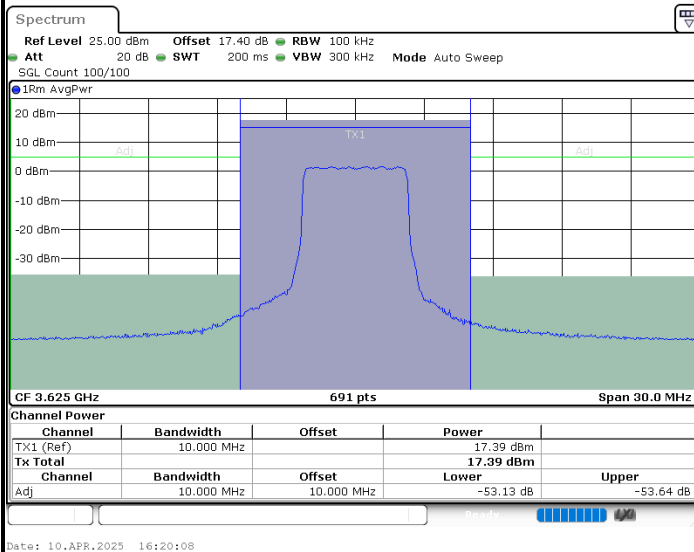 Spectrum
Ref Level 25.00 dBm Offset 17.40 dB RBW 100 kHz
Att 20 dB SWT 200 ms VBW 300 kHz Mode Auto Sweep
SGL Count 100/100
1Rm AvgPwr
20 dBm
TX1
10 dBm
Adj Adj
0 dBm
-10 dBm
-20 dBm
-30 dBm
CF 3.625 GHz 691 pts Span 30.0 MHz
Channel Power
Channel Bandwidth Offset Power
TX1 (Ref) 10.000 MHz 17.39 dBm
Tx Total 17.39 dBm
Channel Bandwidth Offset Lower Upper
Adj 10.000 MHz 10.000 MHz -53.13 dB -53.64 dB
Ready
Date: 10.APR.2025 16:20:08